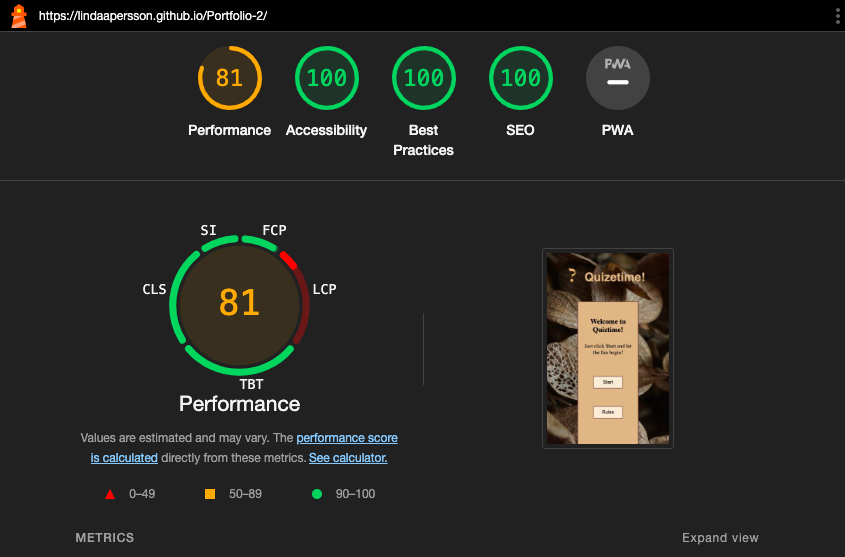 https://lindaapersson.github.io/Portfolio-2/
81
100
100
100
PWA
Performance
Accessibility
Best
Practices
SEO
PWA
SI
FCP
CLS
LCP
81
TBT
Performance
Values are estimated and may vary. The performance score
is calculated directly from these metrics. See calculator.
0–49
50–89
90–100
? Quizetime!
Welcome to
Quiztime!
Just click Start and let
the fun begin!
Start
Rules
METRICS
Expand view